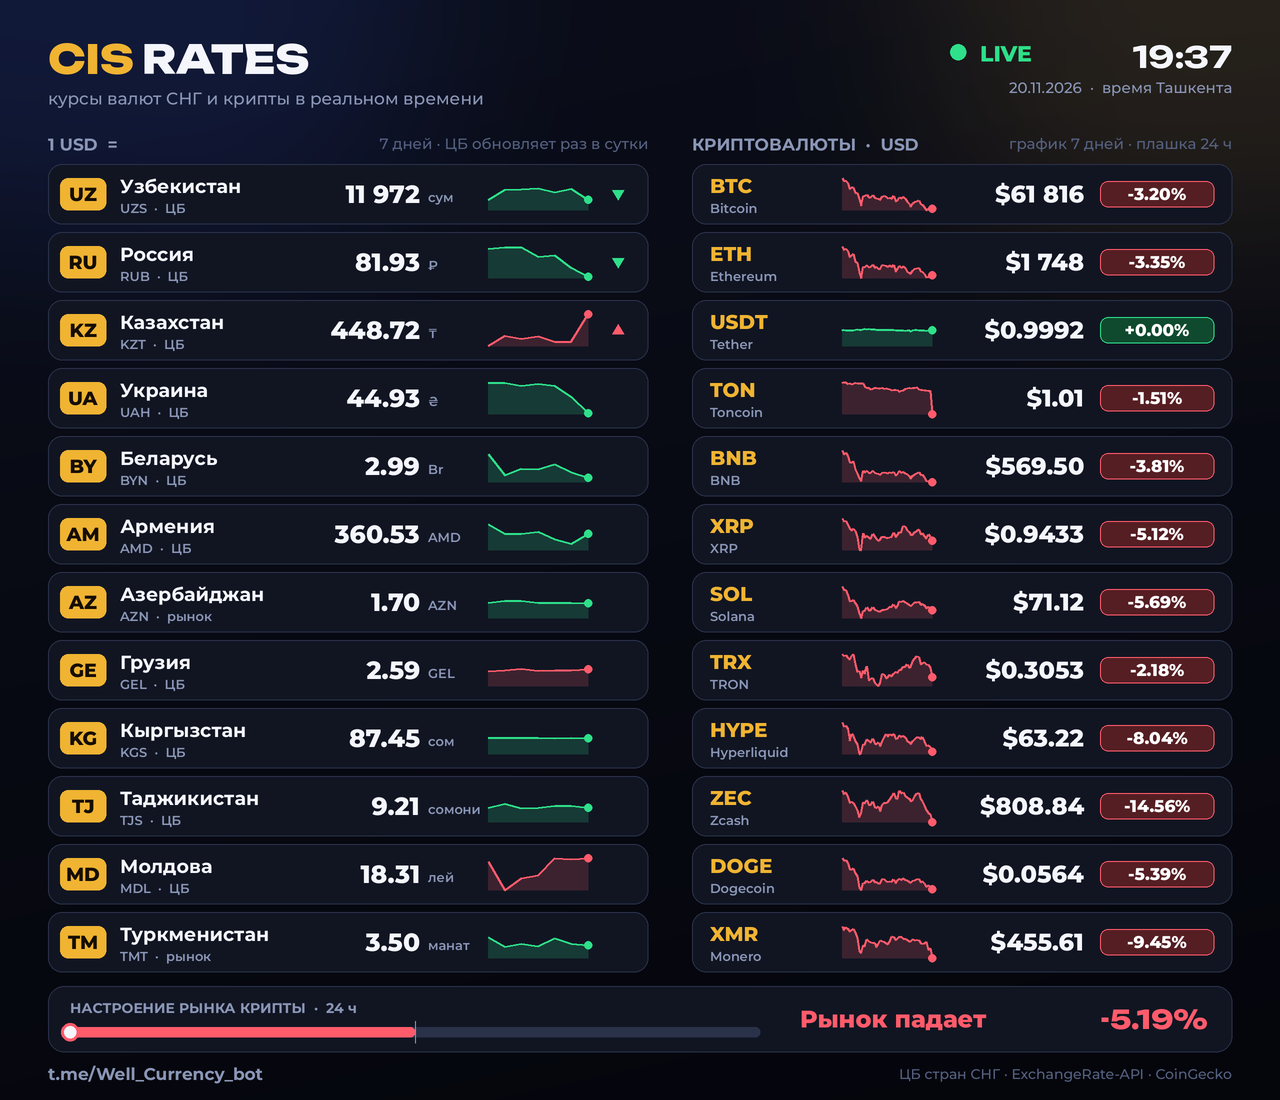 CIS RATES
курсы валют СНГ и крипты в реальном времени
LIVE 19:37
20.11.2026 · время Ташкента
1 USD =
7 дней · ЦБ обновляет раз в сутки
UZ Узбекистан 11 972 сум
UZS · ЦБ
RU Россия 81.93 ₽
RUB · ЦБ
KZ Казахстан 448.72 ₸
KZT · ЦБ
UA Украина 44.93 ₴
UAH · ЦБ
BY Беларусь 2.99 Br
BYN · ЦБ
AM Армения 360.53 AMD
AMD · ЦБ
AZ Азербайджан 1.70 AZN
AZN · рынок
GE Грузия 2.59 GEL
GEL · ЦБ
KG Кыргызстан 87.45 сом
KGS · ЦБ
TJ Таджикистан 9.21 сомони
TJS · ЦБ
MD Молдова 18.31 лей
MDL · ЦБ
TM Туркменистан 3.50 манат
TMT · рынок
КРИПТОВАЛЮТЫ · USD
график 7 дней · плашка 24 ч
BTC $61 816 -3.20%
Bitcoin
ETH $1 748 -3.35%
Ethereum
USDT $0.9992 +0.00%
Tether
TON $1.01 -1.51%
Toncoin
BNB $569.50 -3.81%
BNB
XRP $0.9433 -5.12%
XRP
SOL $71.12 -5.69%
Solana
TRX $0.3053 -2.18%
TRON
HYPE $63.22 -8.04%
Hyperliquid
ZEC $808.84 -14.56%
Zcash
DOGE $0.0564 -5.39%
Dogecoin
XMR $455.61 -9.45%
Monero
НАСТРОЕНИЕ РЫНКА КРИПТЫ · 24 ч
Рынок падает -5.19%
t.me/Well_Currency_bot
ЦБ стран СНГ · ExchangeRate-API · CoinGecko